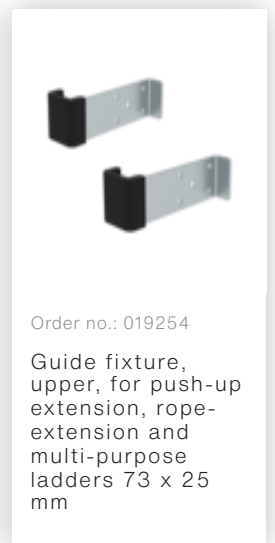 Order no.: 019254
Guide fixture,
upper, for push-up
extension, rope-
extension and
multi-purpose
ladders 73 x 25
mm